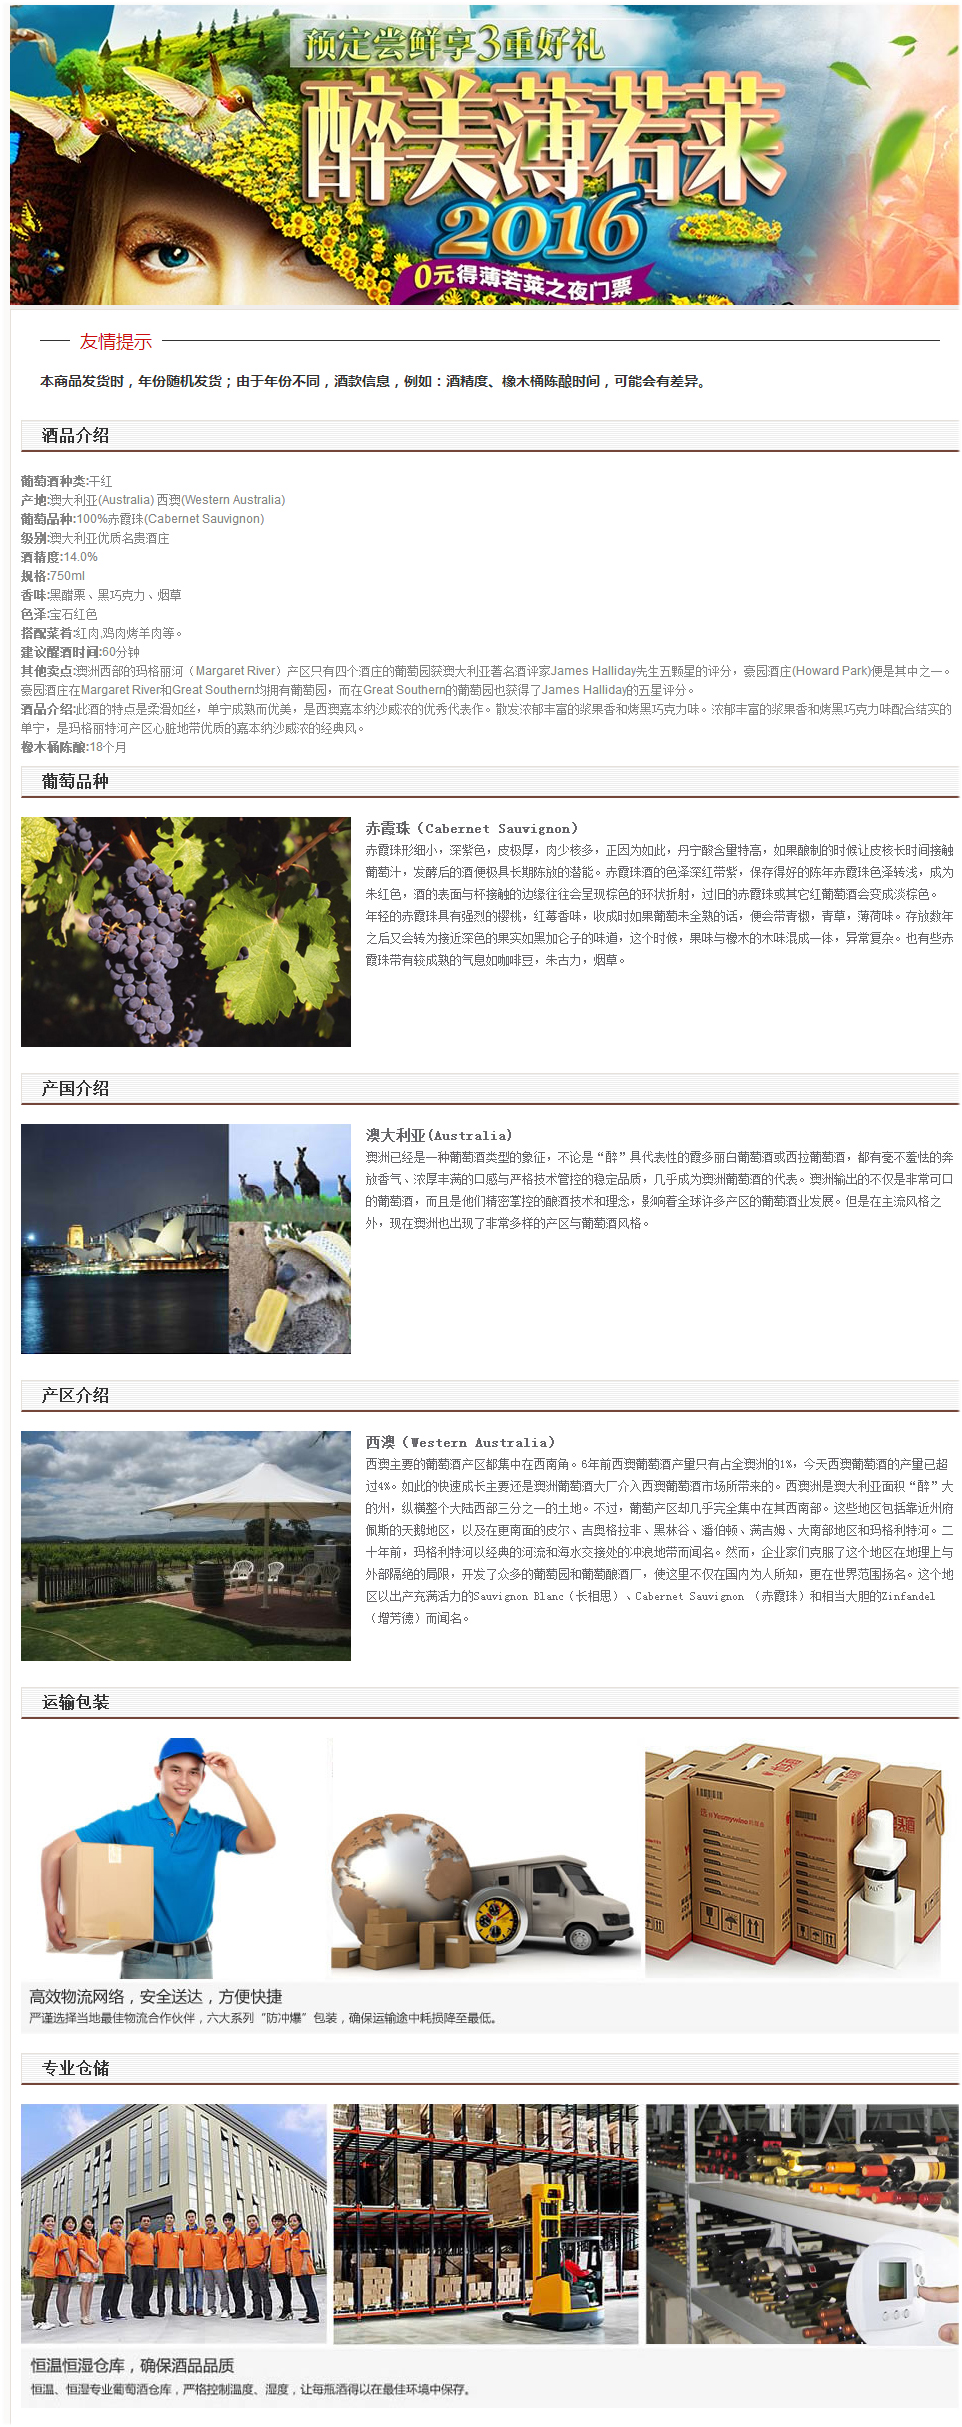 预定尝鲜享3重好礼
醉美薄若莱
2016
0元得薄若莱之夜门票
友情提示
本商品发货时，年份随机发货；由于年份不同，酒款信息，例如：酒精度、橡木桶陈酿时间，可能会有差异。
酒品介绍
葡萄酒种类:干红
产地:澳大利亚(Australia) 西澳(Western Australia)
葡萄品种:100%赤霞珠(Cabernet Sauvignon)
级别:澳大利亚优质名贵酒庄
酒精度:14.0%
规格:750ml
香味:黑醋栗、黑巧克力、烟草
色泽:宝石红色
搭配菜肴:红肉,鸡肉烤羊肉等。
建议醒酒时间:60分钟
其他卖点:澳洲西部的玛格丽河（Margaret River）产区只有四个酒庄的葡萄园获澳大利亚著名酒评家James Halliday先生五颗星的评分，豪园酒庄(Howard Park)便是其中之一。
豪园酒庄在Margaret River和Great Southern均拥有葡萄园，而在Great Southern的葡萄园也获得了James Halliday的五星评分。
酒品介绍:此酒的特点是柔滑如丝，单宁成熟而优美，是西澳嘉本纳沙威浓的优秀代表作。散发浓郁丰富的浆果香和烤黑巧克力味。浓郁丰富的浆果香和烤黑巧克力味配合结实的
单宁，是玛格丽特河产区心脏地带优质的嘉本纳沙威浓的经典风。
橡木桶陈酿:18个月
葡萄品种
赤霞珠（Cabernet Sauvignon）
赤霞珠形细小，深紫色，皮极厚，肉少核多，正因为如此，丹宁酸含量特高，如果酿制的时候让皮核长时间接触
葡萄汁，发酵后的酒便极具长期陈放的潜能。赤霞珠酒的色泽深红带紫，保存得好的陈年赤霞珠色泽转浅，成为
朱红色，酒的表面与杯接触的边缘往往会呈现棕色的环状折射，过旧的赤霞珠或其它红葡萄酒会变成淡棕色。
年轻的赤霞珠具有强烈的樱桃，红莓香味，收成时如果葡萄未全熟的话，便会带青椒，青草，薄荷味。存放数年
之后又会转为接近深色的果实如黑加仑子的味道，这个时候，果味与橡木的木味混成一体，异常复杂。也有些赤
霞珠带有较成熟的气息如咖啡豆，朱古力，烟草。
产国介绍
澳大利亚(Australia)
澳洲已经是一种葡萄酒类型的象征，不论是“醉”具代表性的霞多丽白葡萄酒或西拉葡萄酒，都有毫不羞怯的奔
放香气、浓厚丰满的口感与严格技术管控的稳定品质，几乎成为澳洲葡萄酒的代表。澳洲输出的不仅是非常可口
的葡萄酒，而且是他们精密掌控的酿酒技术和理念，影响着全球许多产区的葡萄酒业发展。但是在主流风格之
外，现在澳洲也出现了非常多样的产区与葡萄酒风格。
产区介绍
西澳（Western Australia）
西澳主要的葡萄酒产区都集中在西南角。6年前西澳葡萄酒产量只有占全澳洲的1%，今天西澳葡萄酒的产量已超
过4%。如此的快速成长主要还是澳洲葡萄酒大厂介入西澳葡萄酒市场所带来的。西澳洲是澳大利亚面积“醉”大
的州，纵横整个大陆西部三分之一的土地。不过，葡萄产区却几乎完全集中在其西南部。这些地区包括靠近州府
佩斯的天鹅地区，以及在更南面的皮尔、吉奥格拉非、黑林谷、潘伯顿、满吉姆、大南部地区和玛格利特河。二
十年前，玛格利特河以经典的河流和海水交接处的冲浪地带而闻名。然而，企业家们克服了这个地区在地理上与
外部隔绝的局限，开发了众多的葡萄园和葡萄酿酒厂，使这里不仅在国内为人所知，更在世界范围扬名。这个地
区以出产充满活力的Sauvignon Blanc（长相思）、Cabernet Sauvignon （赤霞珠）和相当大胆的Zinfandel
（增芳德）而闻名。
运输包装
Yesmywine
高效物流网络，安全送达，方便快捷
严谨选择当地最佳物流合作伙伴，六大系列“防冲爆”包装，确保运输途中耗损降至最低。
专业仓储
恒温恒湿仓库，确保酒品品质
恒温、恒湿专业葡萄酒仓库，严格控制温度、湿度，让每瓶酒得以在最佳环境中保存。